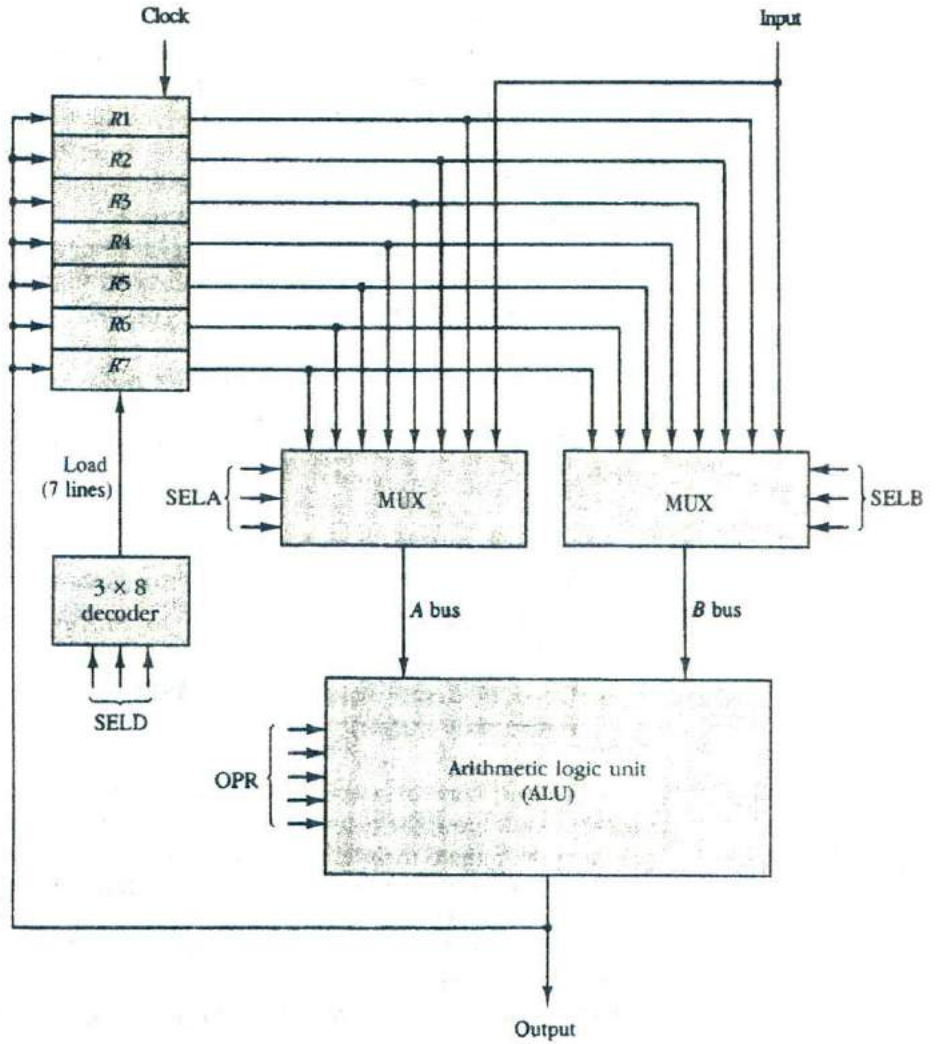 Clock
Input
R1
R2
R3
R4
R5
R6
R7
Load
(7 lines)
SELA
MUX
MUX
SELB
3 × 8
decoder
A bus
B bus
SELD
OPR
Arithmetic logic unit
(ALU)
Output